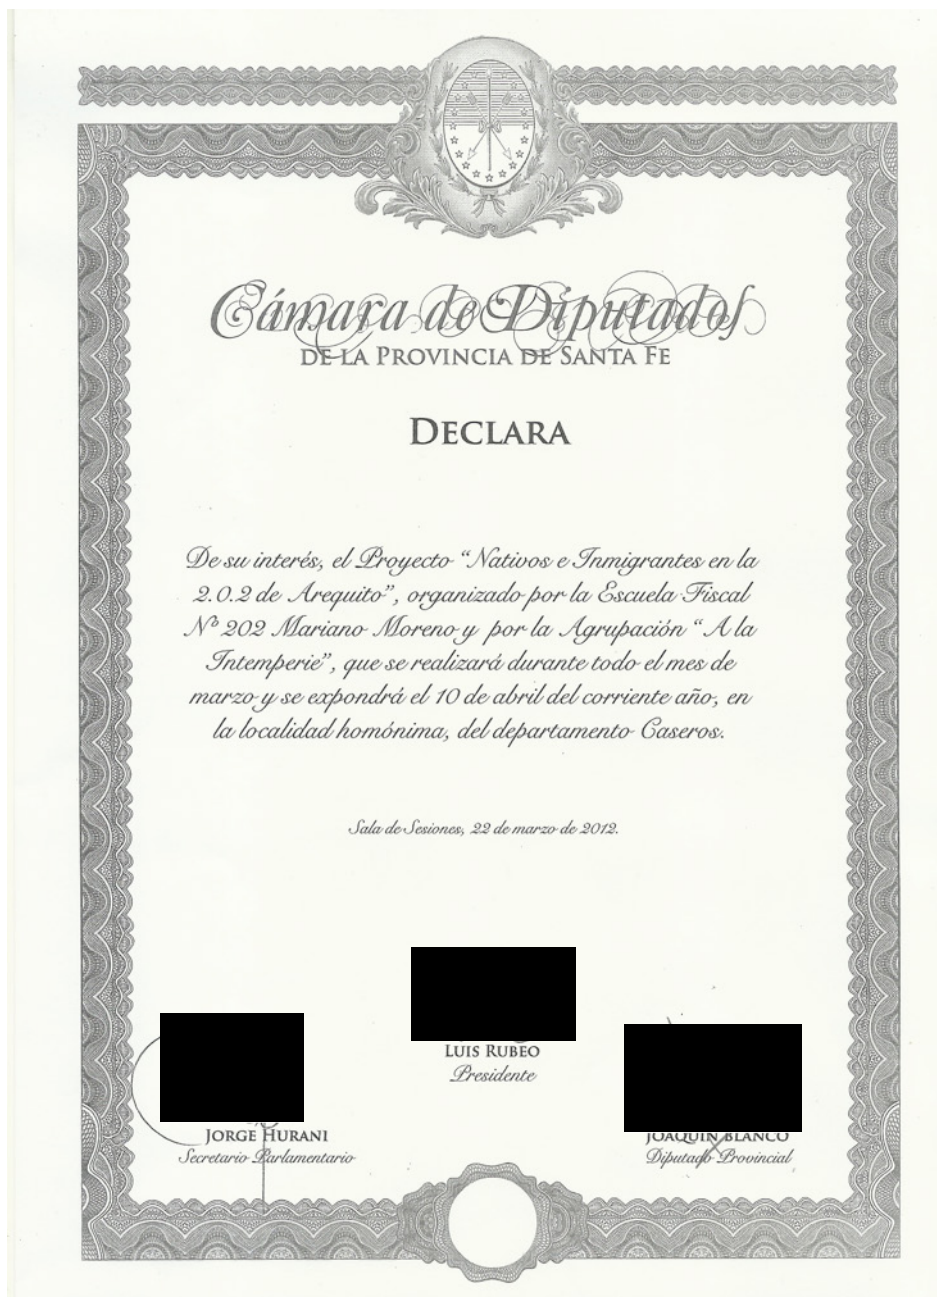 Cámara de Diputados
DE LA PROVINCIA DE SANTA FE
DECLARA
De su interés, el Proyecto “Nativos e Inmigrantes en la
2.0.2 de Arequito”, organizado por la Escuela Fiscal
Nº 202 Mariano Moreno y por la Agrupación “A la
Intemperie”, que se realizará durante todo el mes de
marzo y se expondrá el 10 de abril del corriente año, en
la localidad homónima, del departamento Caseros.
Sala de Sesiones, 22 de marzo de 2012.
LUIS RUBEO
Presidente
JORGE HURANI
Secretario Parlamentario
JOAQUÍN BLANCO
Diputado Provincial